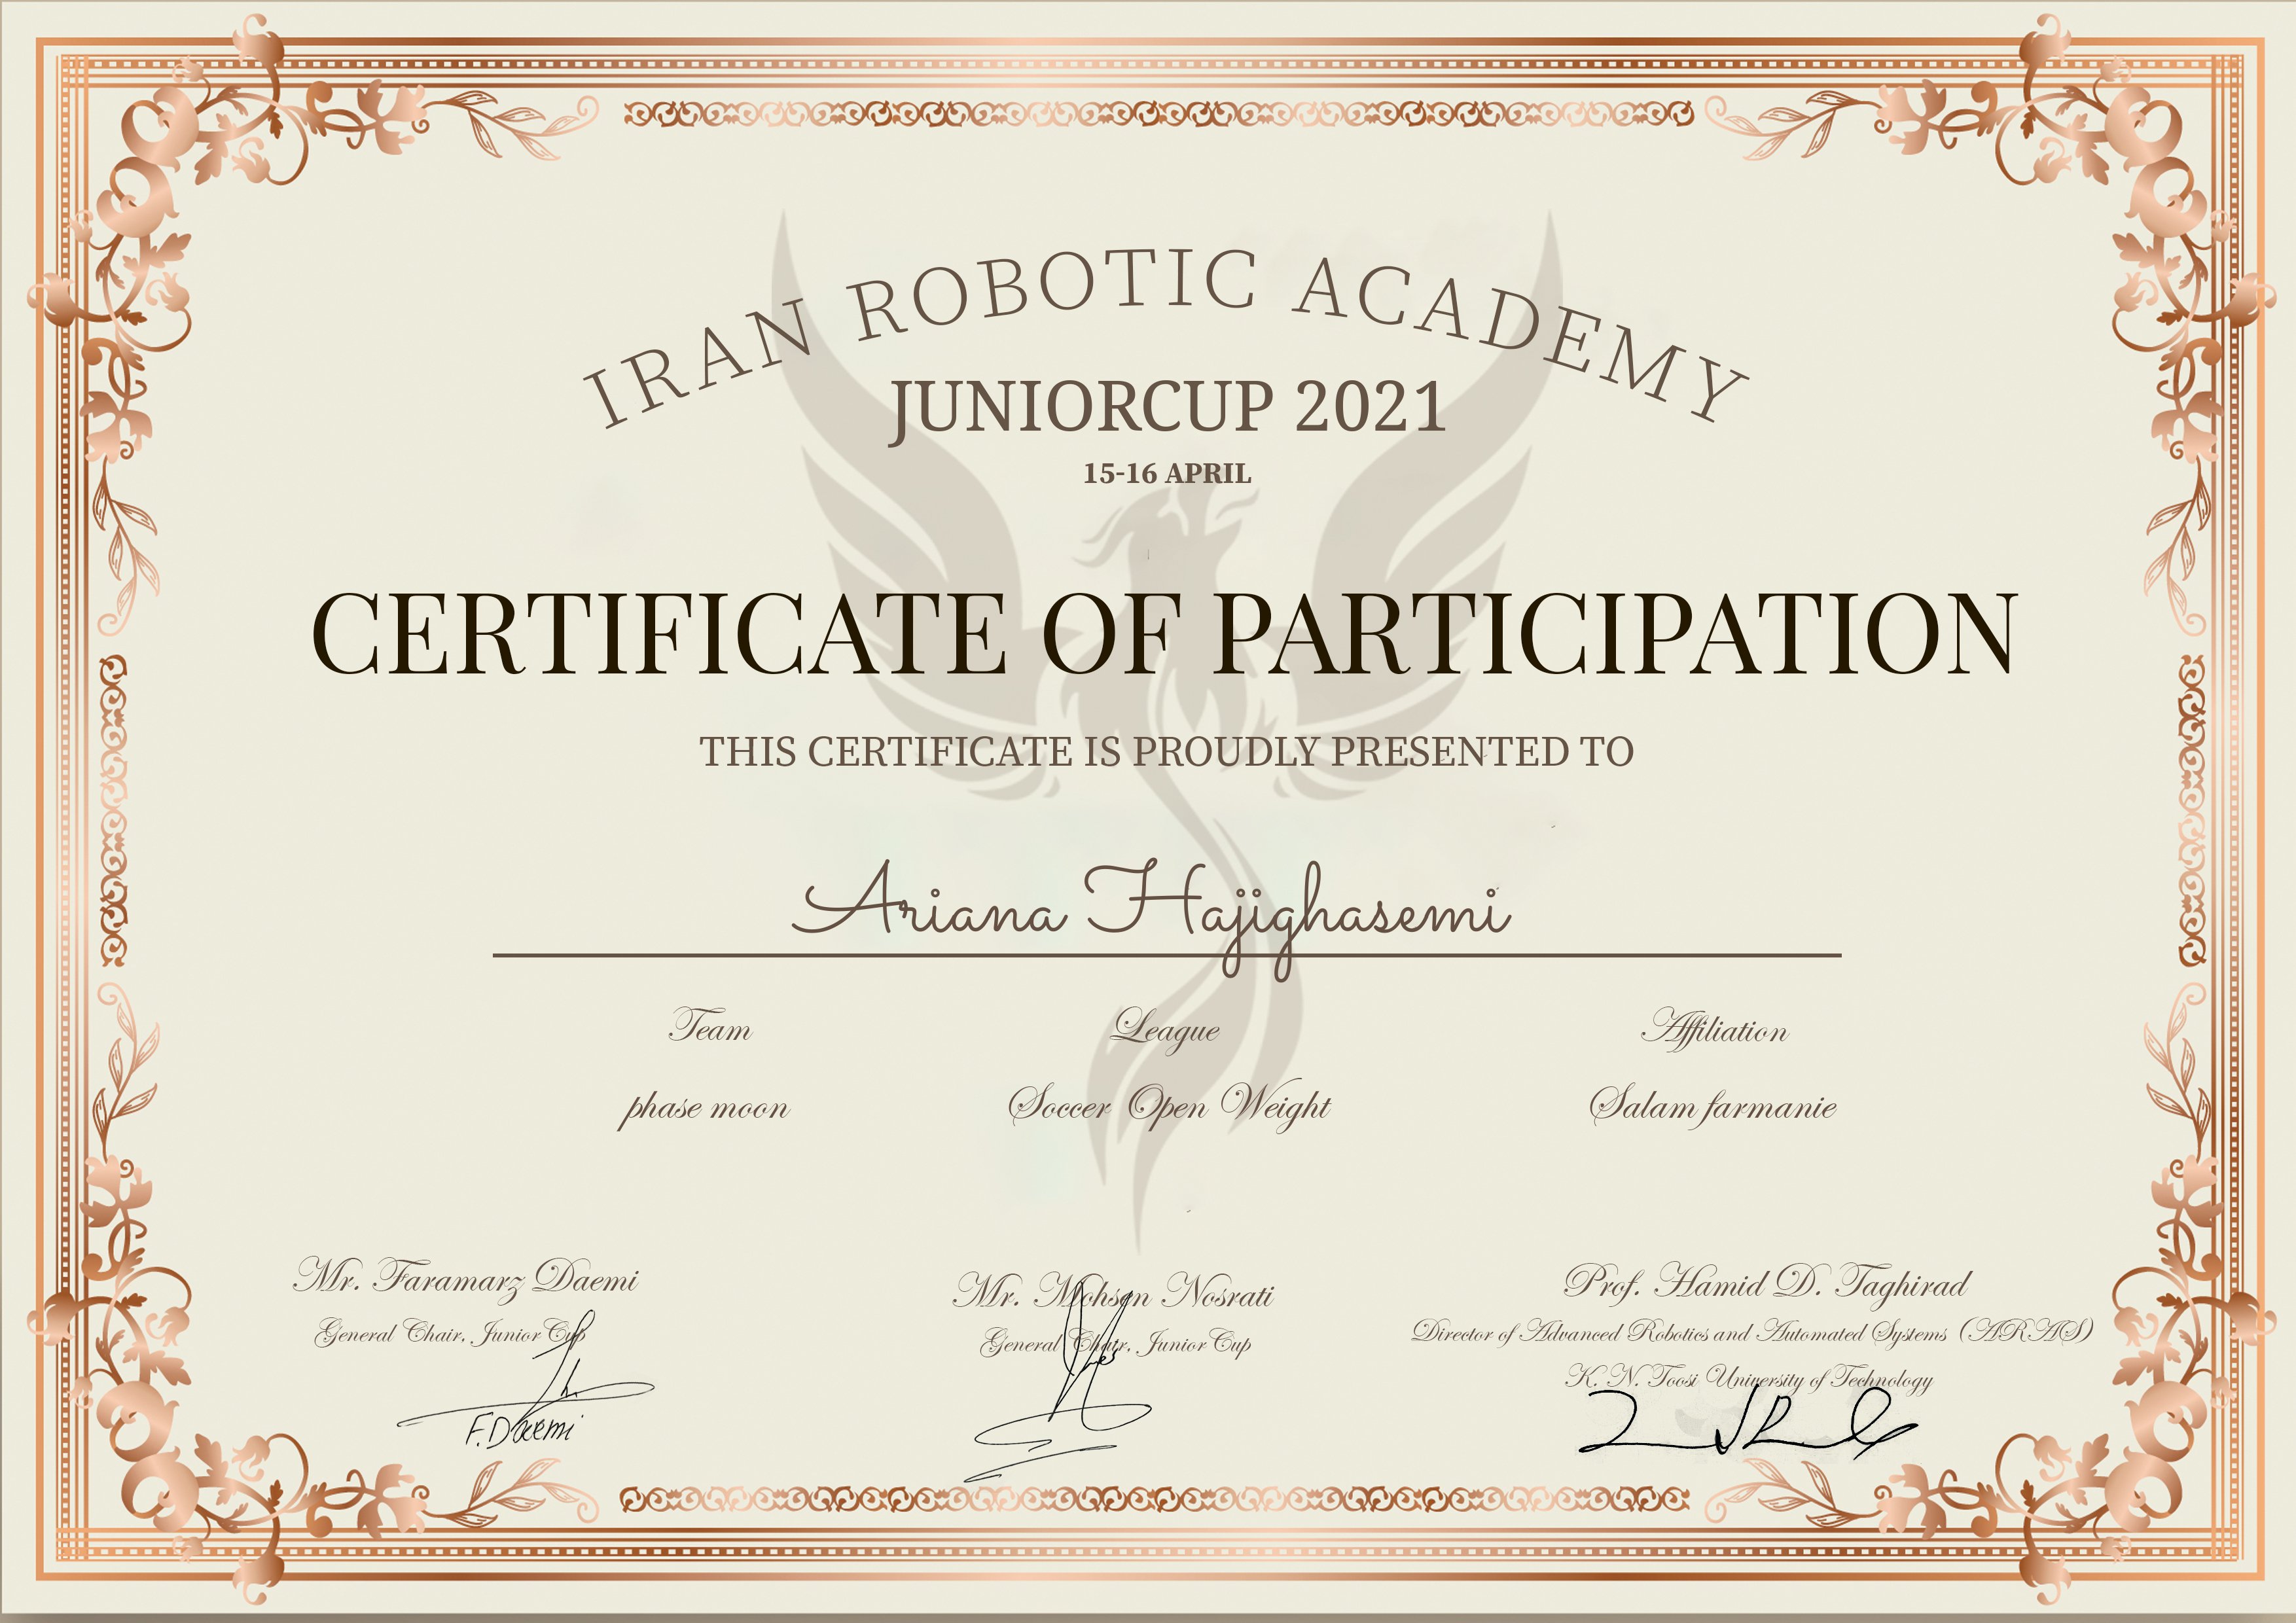 IRAN ROBOTIC ACADEMY
JUNIORCUP 2021
15-16 APRIL
CERTIFICATE OF PARTICIPATION
THIS CERTIFICATE IS PROUDLY PRESENTED TO
Ariana Hajighasemi
Team League Affiliation
phase moon Soccer Open Weight Salam farmanie
Mr. Faramarz Daemi
General Chair, Junior Cup
F.Daemi
Mr. Mohsen Nosrati
General Chair, Junior Cup
Prof. Hamid D. Taghirad
Director of Advanced Robotics and Automated Systems (ARAS)
K. N. Toosi University of Technology